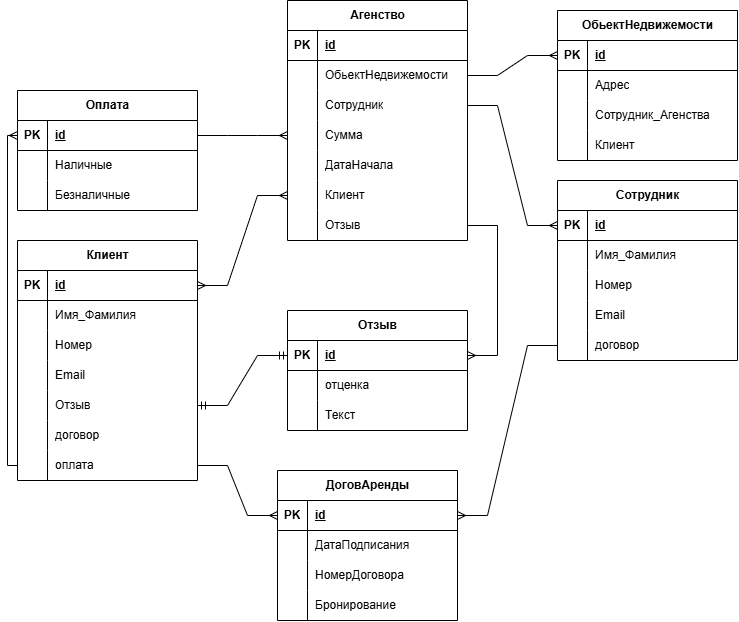 Агенство
PK id
ОбьектНедвижемости
Сотрудник
Сумма
ДатаНачала
Клиент
Отзыв
ОбьектНедвижемости
PK id
Адрес
Сотрудник_Агенства
Клиент
Оплата
PK id
Наличные
Безналичные
Сотрудник
PK id
Имя_Фамилия
Номер
Email
договор
Клиент
PK id
Имя_Фамилия
Номер
Email
Отзыв
договор
оплата
Отзыв
PK id
отценка
Текст
ДоговАренды
PK id
ДатаПодписания
НомерДоговора
Бронирование